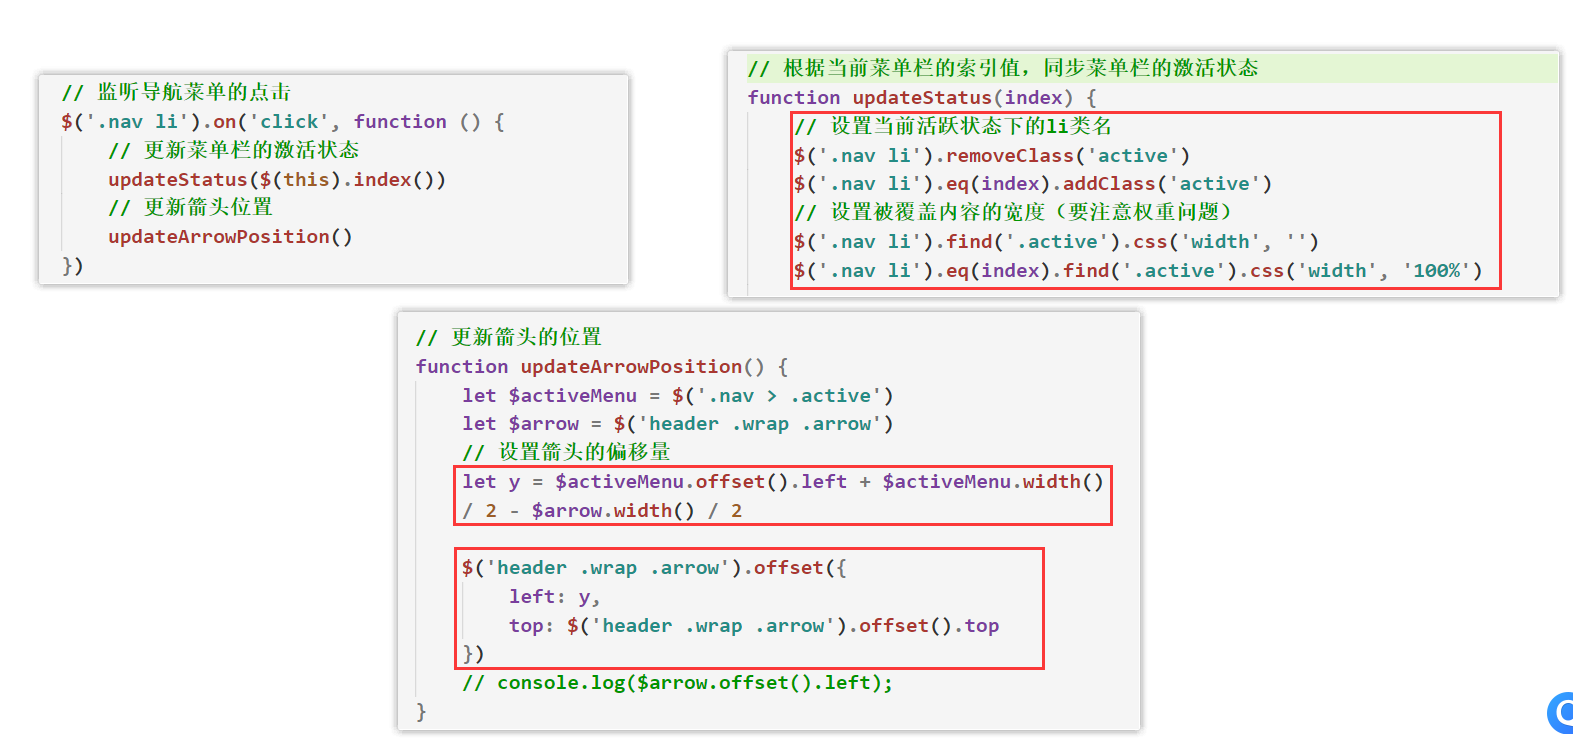 // 监听导航菜单的点击
$('.nav li').on('click', function () {
// 更新菜单栏的激活状态
updateStatus($(this).index())
// 更新箭头位置
updateArrowPosition()
})
// 根据当前菜单栏的索引值，同步菜单栏的激活状态
function updateStatus(index) {
// 设置当前活跃状态下的li类名
$('.nav li').removeClass('active')
$('.nav li').eq(index).addClass('active')
// 设置被覆盖内容的宽度（要注意权重问题）
$('.nav li').find('.active').css('width', '')
$('.nav li').eq(index).find('.active').css('width', '100%')
// 更新箭头的位置
function updateArrowPosition() {
let $activeMenu = $('.nav > .active')
let $arrow = $('header .wrap .arrow')
// 设置箭头的偏移量
let y = $activeMenu.offset().left + $activeMenu.width()
/ 2 - $arrow.width() / 2
$('header .wrap .arrow').offset({
left: y,
top: $('header .wrap .arrow').offset().top
})
// console.log($arrow.offset().left);
}